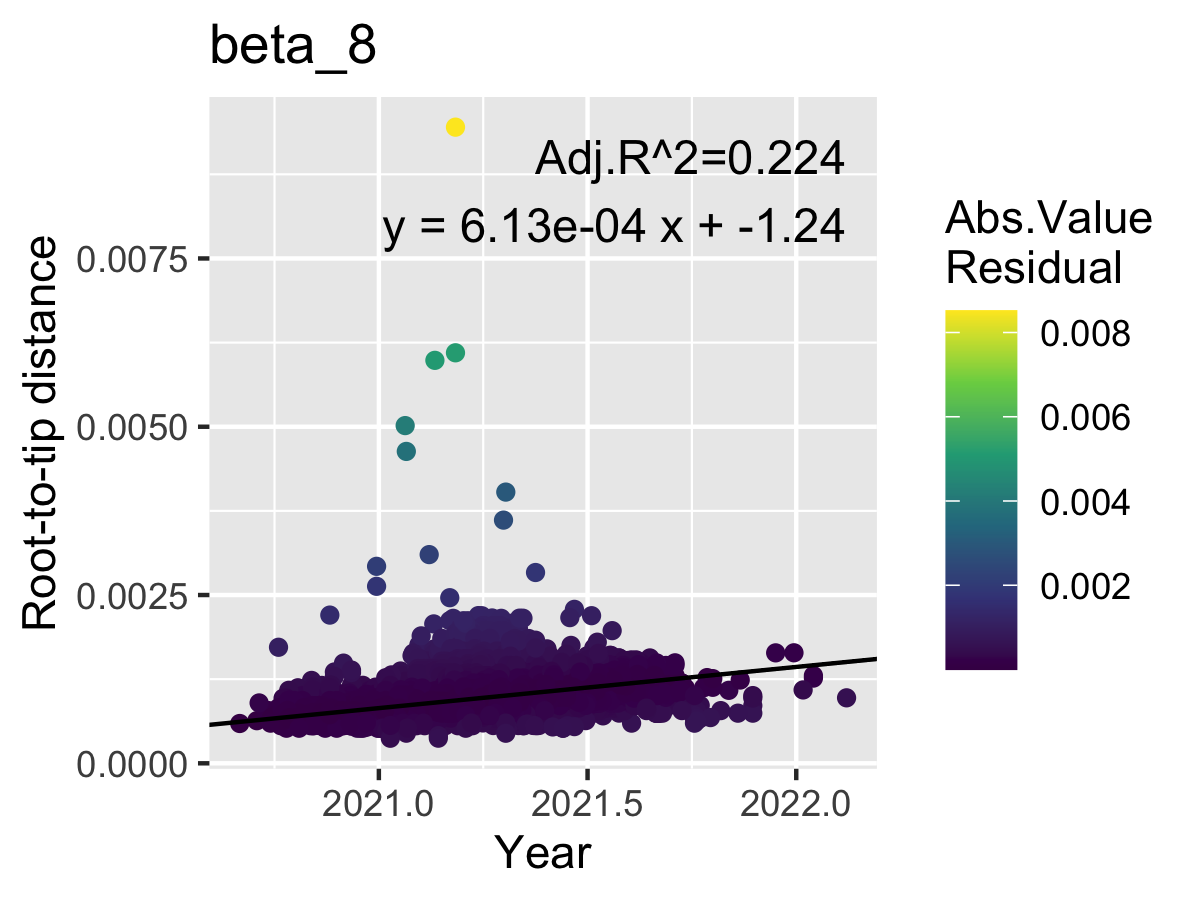 beta_8
Adj.R^2=0.224
y = 6.13e-04 x + -1.24
Root-to-tip distance
0.0075
0.0050
0.0025
0.0000
2021.0
2021.5
2022.0
Year
Abs.Value
Residual
0.008
0.006
0.004
0.002